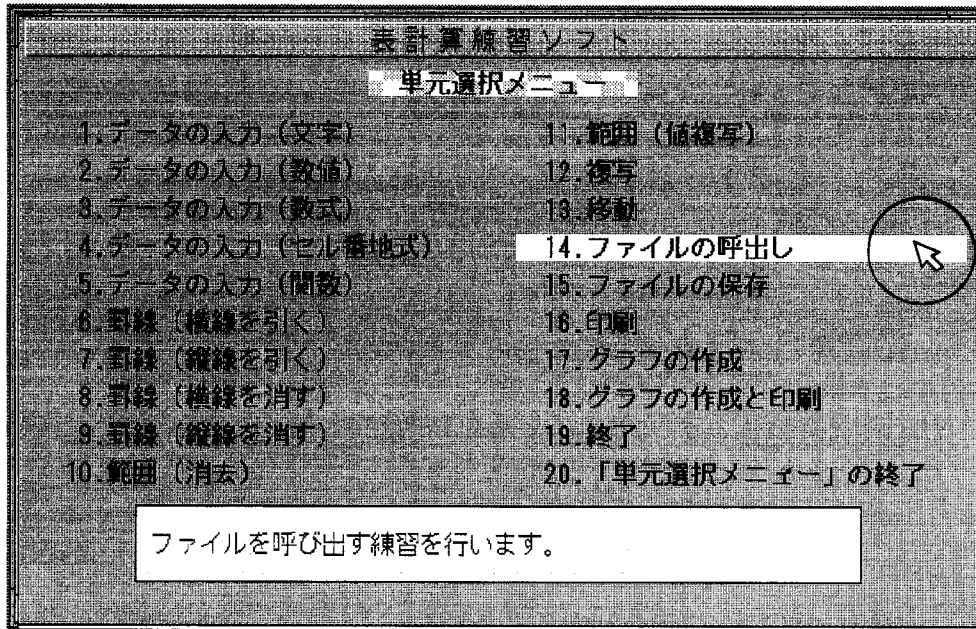 表計算練習ソフト
単元選択メニュー
1.データの入力（文字）
2.データの入力（数値）
3.データの入力（数式）
4.データの入力（セル番地式）
5.データの入力（関数）
6.罫線（横線を引く）
7.罫線（縦線を引く）
8.罫線（横線を消す）
9.罫線（縦線を消す）
10.範囲（消去）
11.範囲（値複写）
12.複写
13.移動
14.ファイルの呼出し
15.ファイルの保存
16.印刷
17.グラフの作成
18.グラフの作成と印刷
19.終了
20.「単元選択メニュー」の終了
ファイルを呼び出す練習を行います。